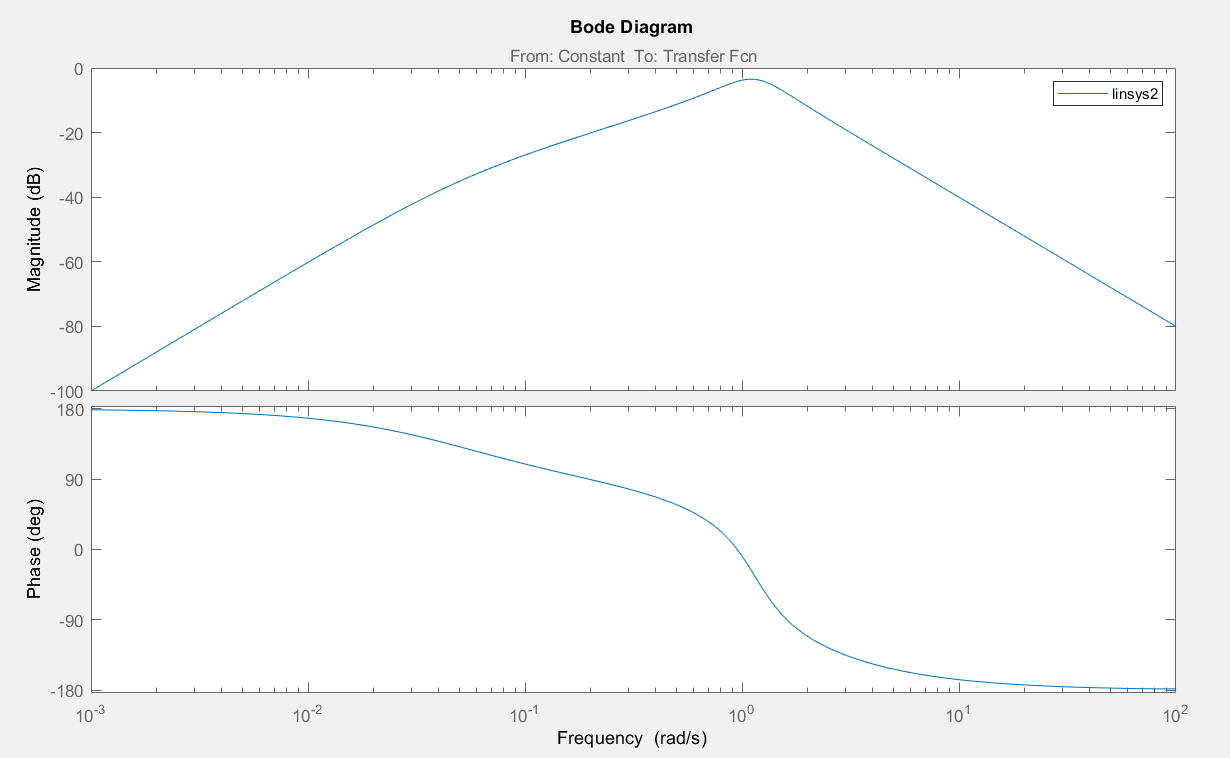 Bode Diagram
From: Constant  To: Transfer Fcn
linsys2
Magnitude (dB)
0
-20
-40
-60
-80
-100
Phase (deg)
180
90
0
-90
-180
10^-3
10^-2
10^-1
10^0
10^1
10^2
Frequency  (rad/s)